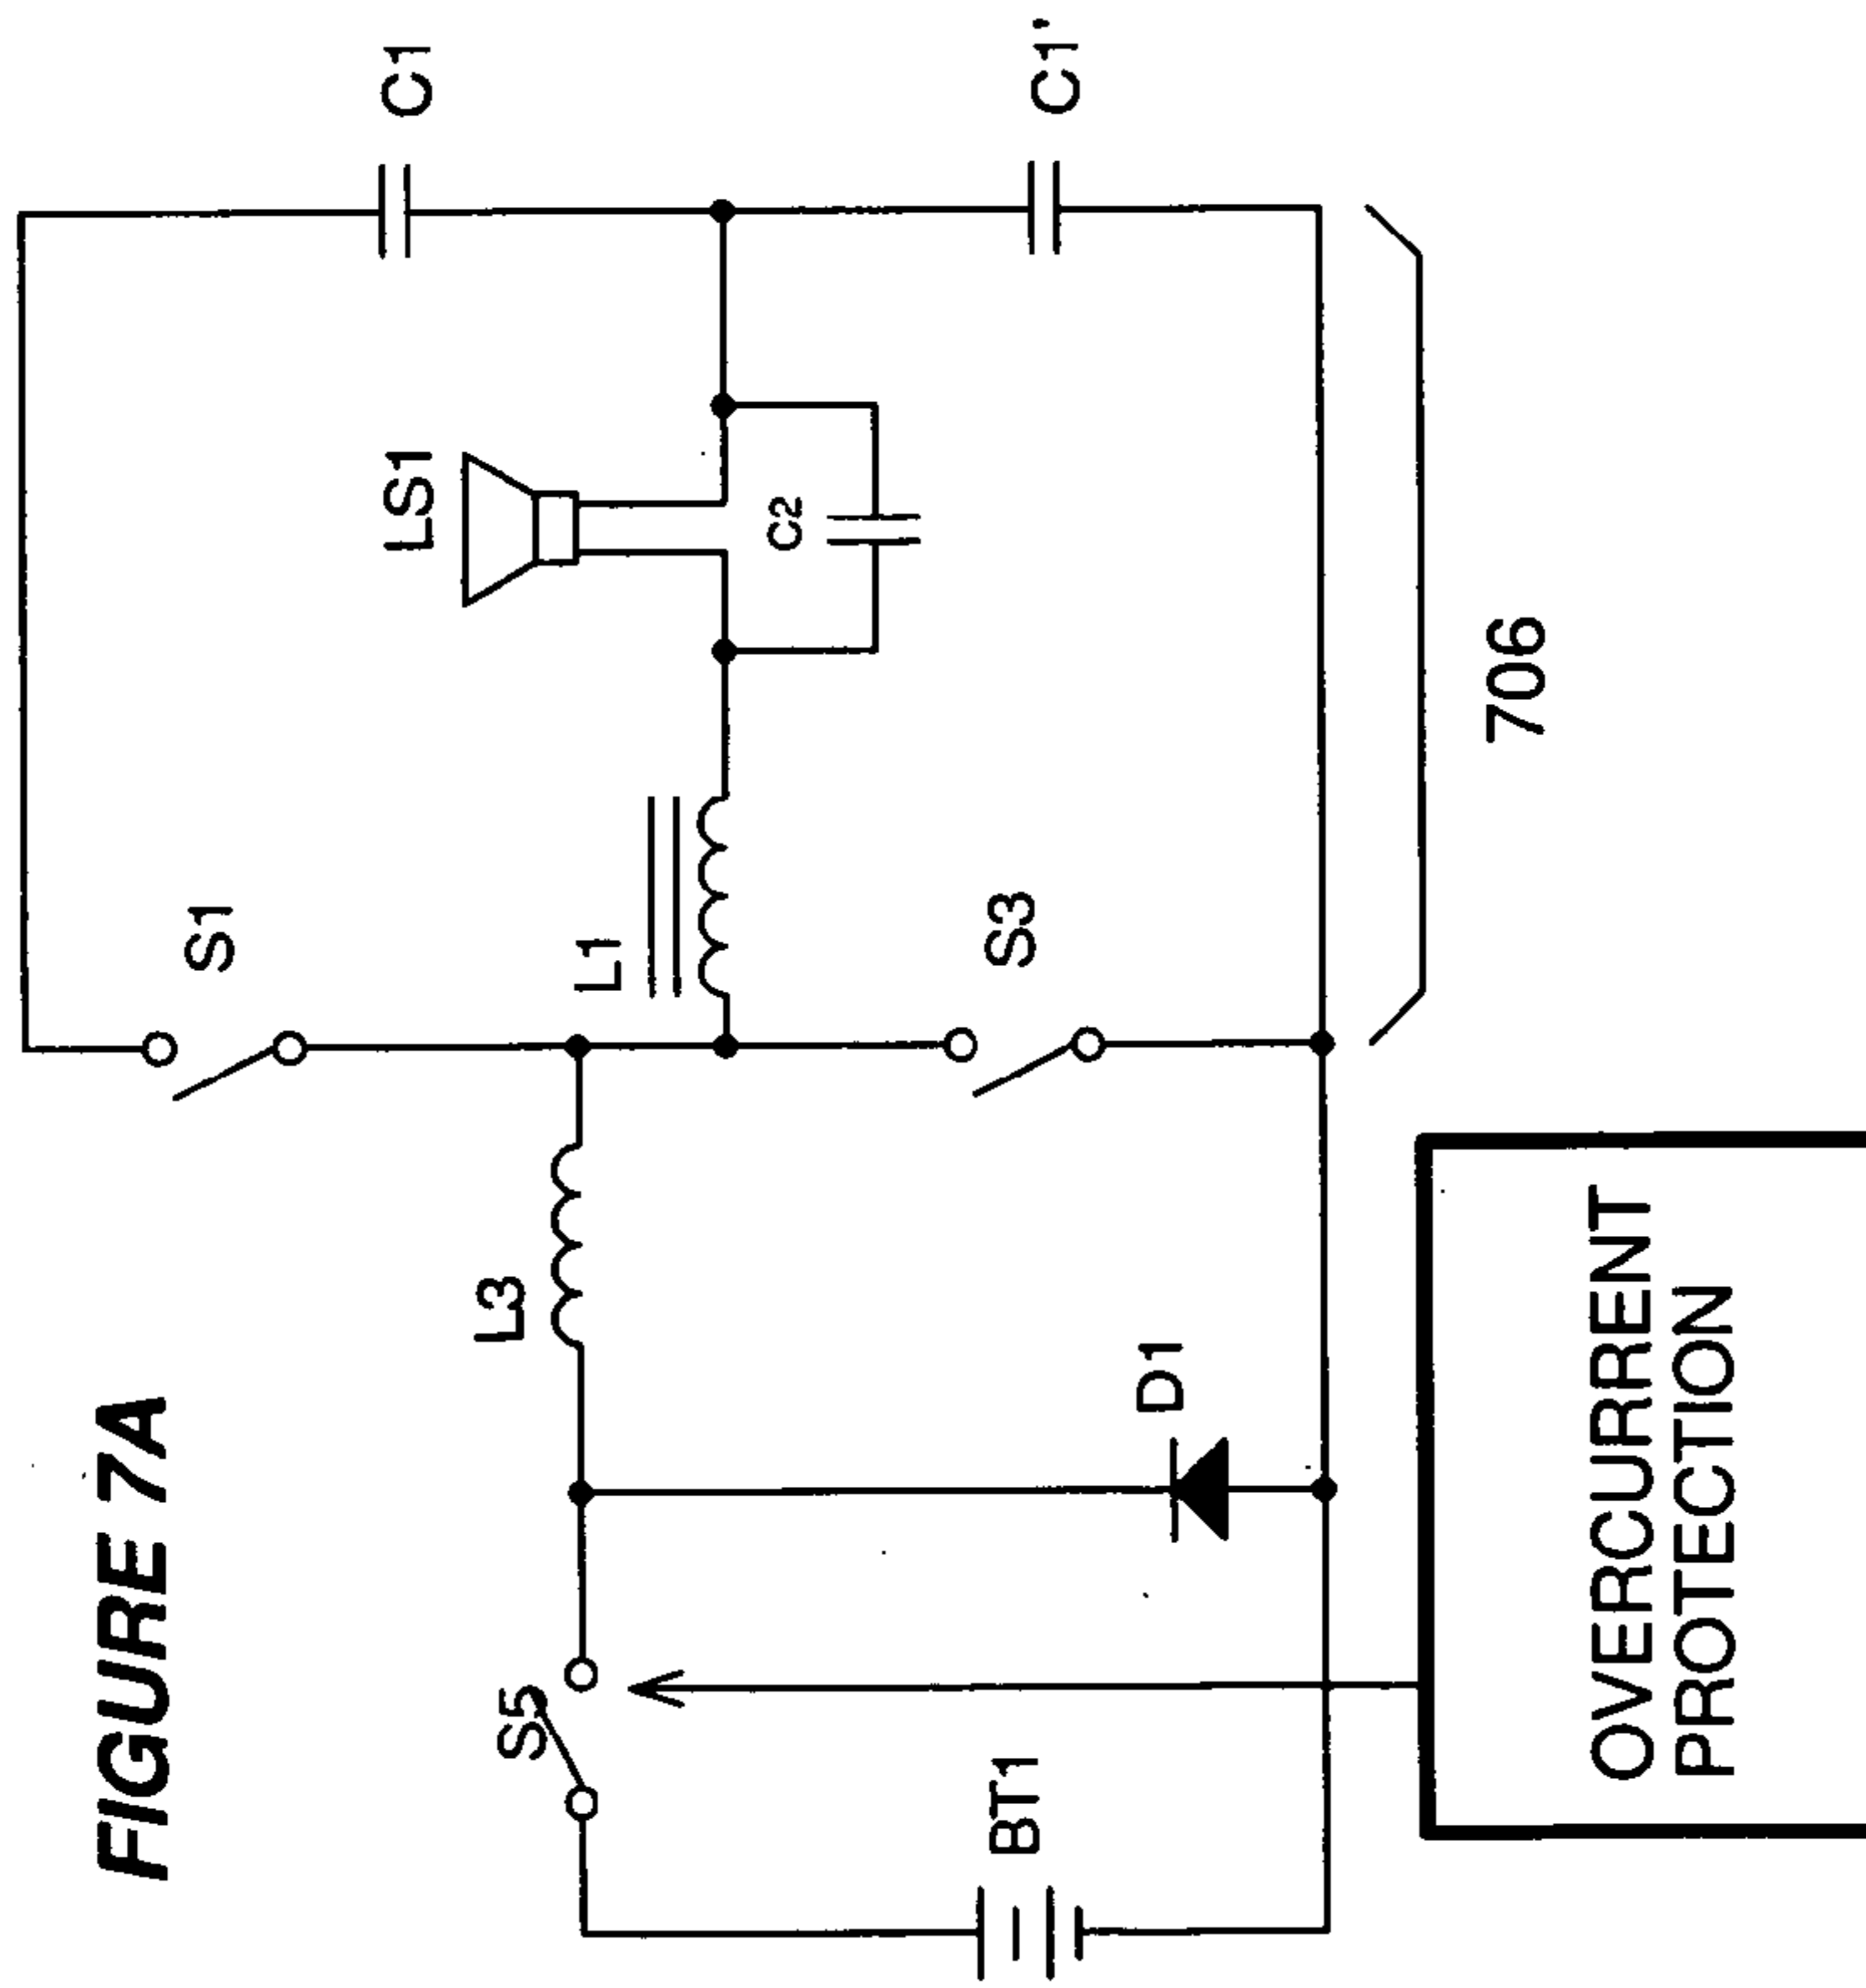 FIGURE 7A
S1
C1
L1
LS1
C2
L3
S5
S3
C1'
D1
BT1
706
OVERCURRENT
PROTECTION